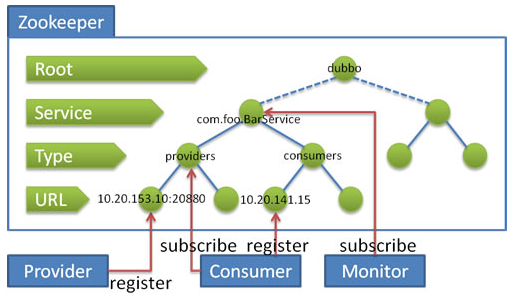 Zookeeper
Root
dubbo
Service
com.foo.BarService
Type
providers
consumers
URL
10.20.153.10:20880
10.20.141.15
subscribe
register
subscribe
Provider
Consumer
Monitor
register